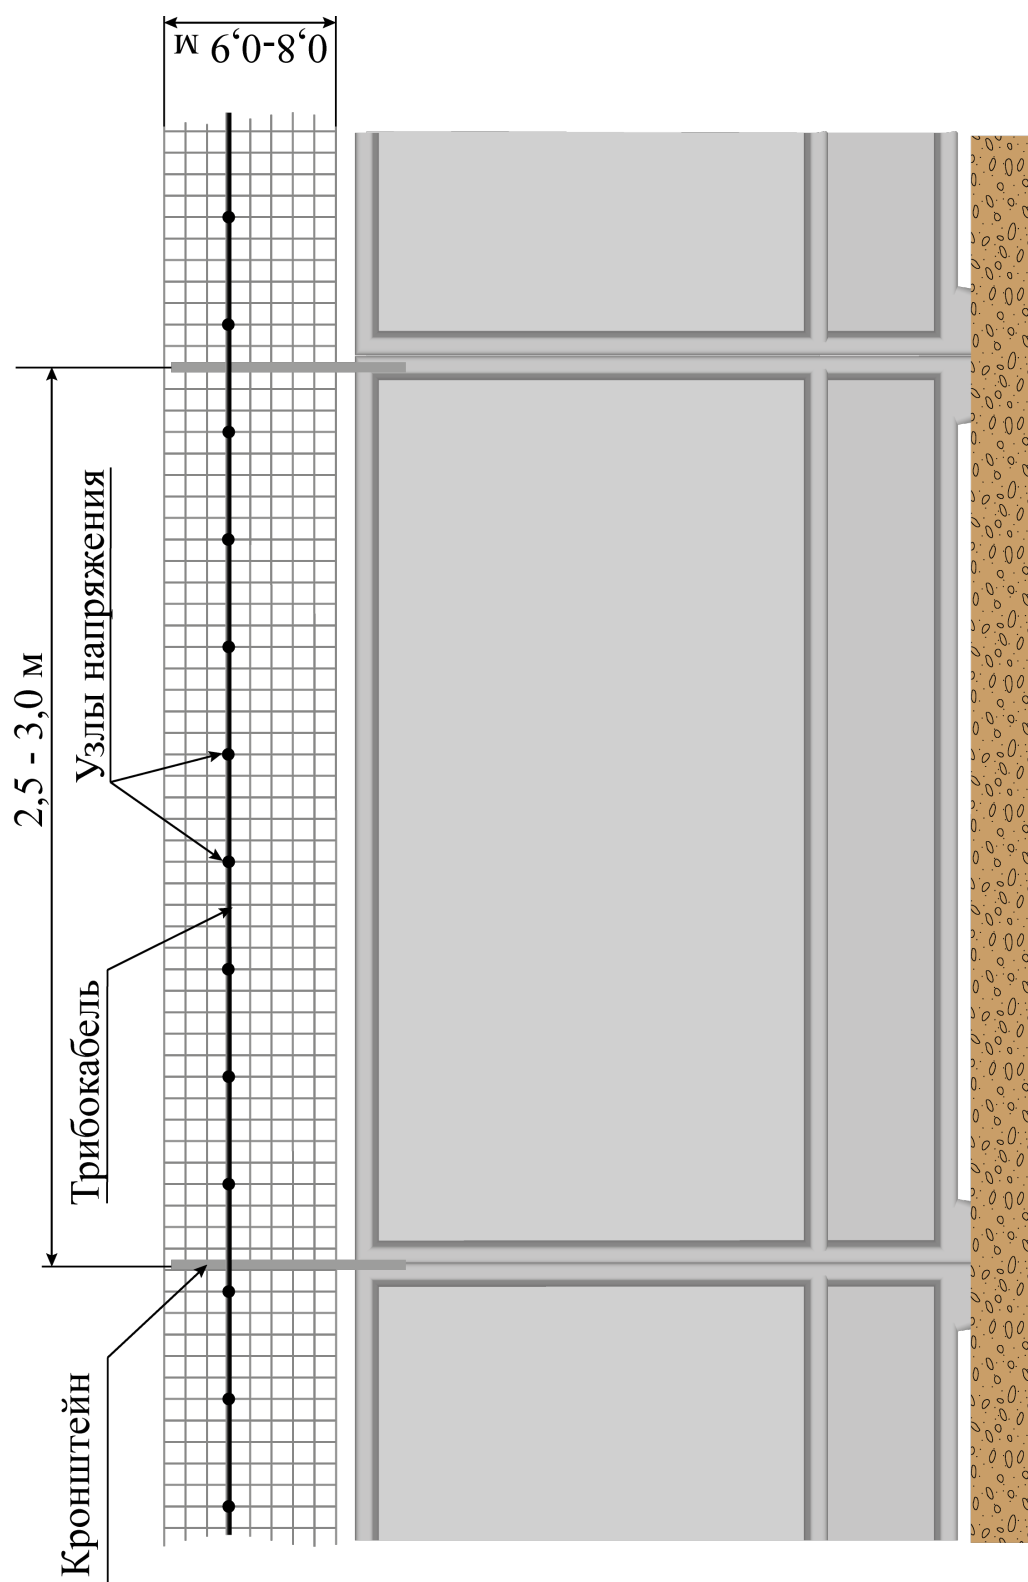 0,8-0,9 м
2,5 - 3,0 м
Кронштейн
Трибокабель
Узлы напряжения